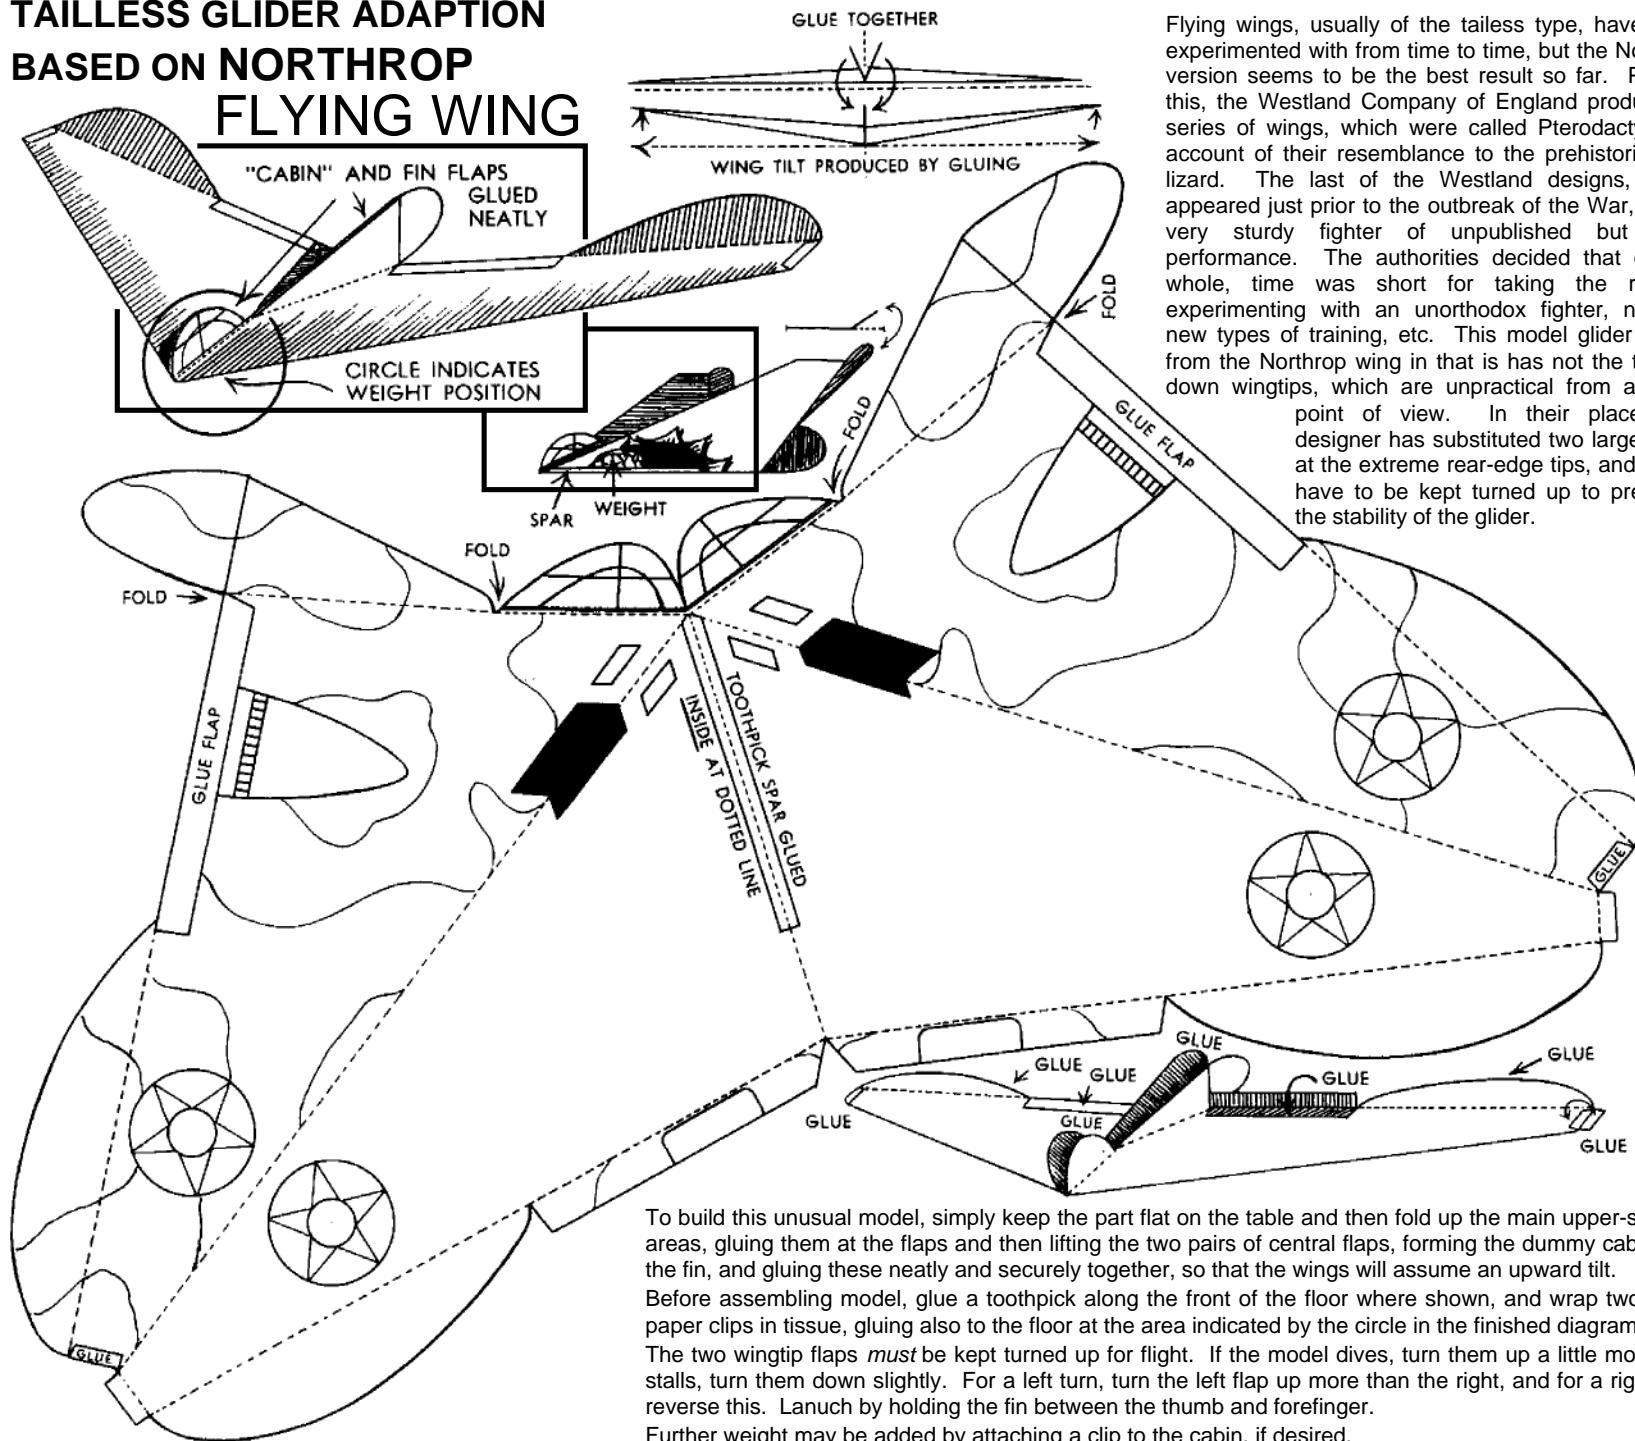 TAILLESS GLIDER ADAPTION
BASED ON NORTHROP
FLYING WING
GLUE TOGETHER
WING TILT PRODUCED BY GLUING
"CABIN" AND FIN FLAPS
GLUED
NEATLY
CIRCLE INDICATES
WEIGHT POSITION
SPAR
WEIGHT
Flying wings, usually of the tailess type, have
experimented with from time to time, but the
version seems to be the best result so far.
this, the Westland Company of England
series of wings, which were called
account of their resemblance to the
lizard. The last of the Westland designs,
appeared just prior to the outbreak of the War,
very sturdy fighter of unpublished but
performance. The authorities decided that
whole, time was short for taking the
experimenting with an unorthodox fighter,
new types of training, etc. This model glider
from the Northrop wing in that is has not the
down wingtips, which are unpractical from a
point of view. In their place
designer has substituted two large
at the extreme rear-edge tips, and
have to be kept turned up to
the stability of the glider.
FOLD
FOLD
FOLD
FOLD
GLUE FLAP
GLUE FLAP
TOOTHPICK SPAR GLUED
INSIDE AT DOTTED LINE
GLUE
GLUE
GLUE
GLUE
GLUE
GLUE
GLUE
GLUE
GLUE
GLUE
To build this unusual model, simply keep the part flat on the table and then fold up the main
areas, gluing them at the flaps and then lifting the two pairs of central flaps, forming the dummy
the fin, and gluing these neatly and securely together, so that the wings will assume an upward tilt.
Before assembling model, glue a toothpick along the front of the floor where shown, and wrap two
paper clips in tissue, gluing also to the floor at the area indicated by the circle in the finished diagram
The two wingtip flaps must be kept turned up for flight. If the model dives, turn them up a little
stalls, turn them down slightly. For a left turn, turn the left flap up more than the right, and for a
reverse this. Lanuch by holding the fin between the thumb and forefinger.
Further weight may be added by attaching a clip to the cabin, if desired.